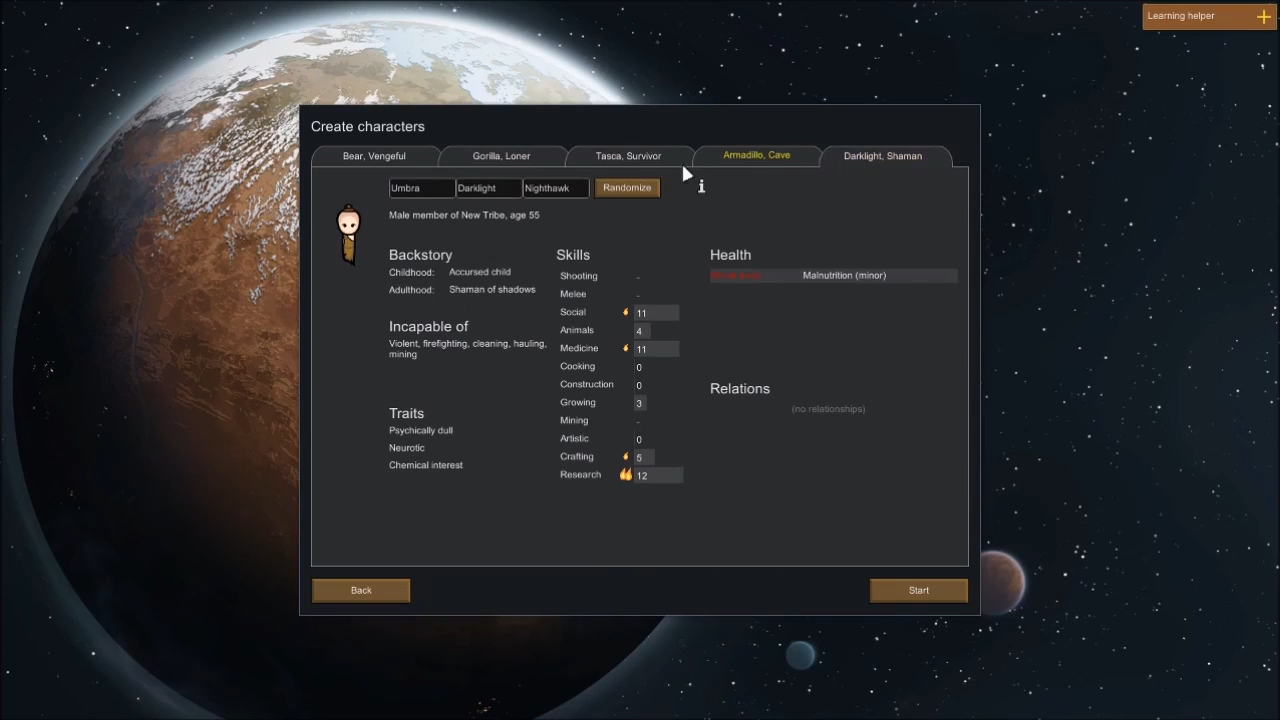 Learning helper
Create characters
Bear, Vengeful
Gorilla, Loner
Tasca, Survivor
Armadillo, Cave
Darklight, Shaman
Umbra
Darklight
Nighthawk
Randomize
Male member of New Tribe, age 55
Backstory
Childhood: Accursed child
Adulthood: Shaman of shadows
Incapable of
Violent, firefighting, cleaning, hauling,
mining
Traits
Psychically dull
Neurotic
Chemical interest
Skills
Shooting -
Melee -
Social 11
Animals 4
Medicine 11
Cooking 0
Construction 0
Growing 3
Mining -
Artistic 0
Crafting 5
Research 12
Health
Malnutrition (minor)
Relations
(no relationships)
Back
Start